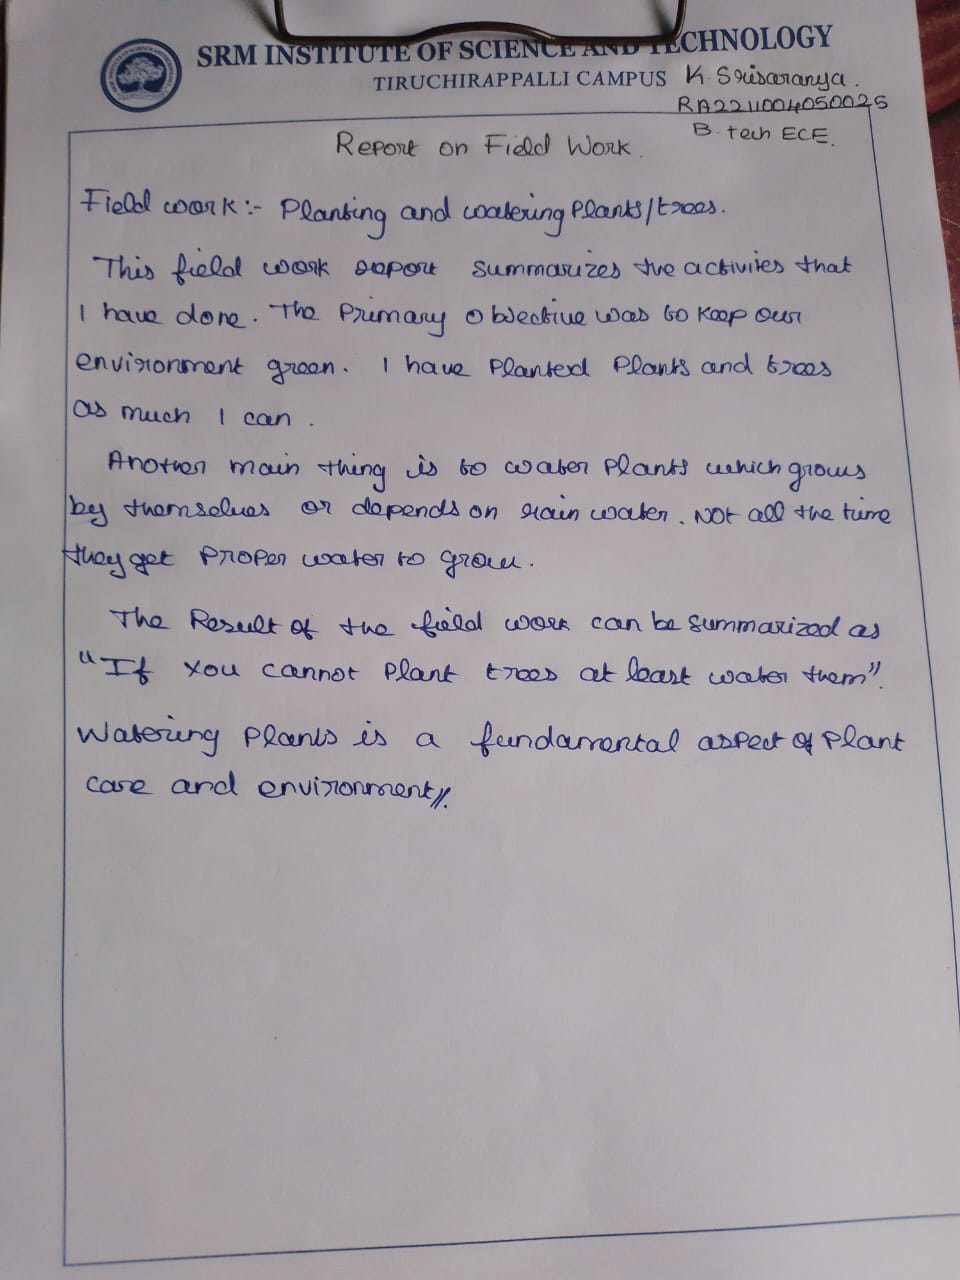 SRM INSTITUTE OF SCIENCE AND TECHNOLOGY
TIRUCHIRAPPALLI CAMPUS
K. Srisaranya.
RA2211004050025
B. tech ECE.
Report on Field Work.
Field work:- Planting and watering Plants/trees.
This field work report summarizes the activities that
I have done. The Primary objective was to keep our
environment green. I have Planted Plants and trees
as much I can.
Another main thing is to water Plants which grows
by themselves or depends on rain water. Not all the time
they get Proper water to grow.
The Result of the field work can be summarized as
"If You cannot Plant trees at least water them".
Watering Plants is a fundamental aspect of Plant
care and environment//.